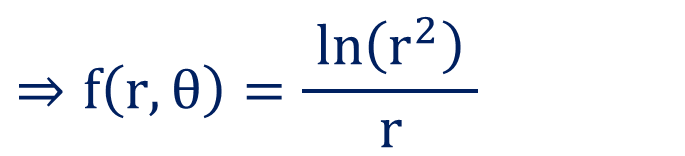 ⇒ f(r, θ) = ln(r²) / r